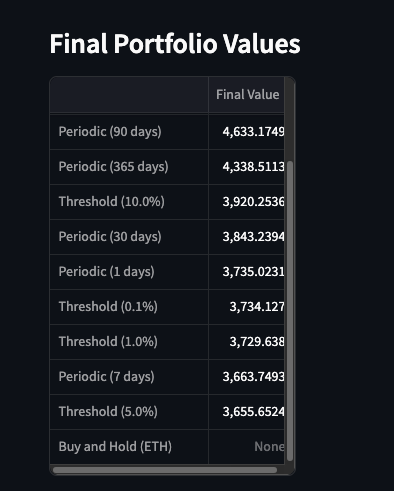 Final Portfolio Values
Final Value
Periodic (90 days) 4,633.1749
Periodic (365 days) 4,338.5113
Threshold (10.0%) 3,920.2536
Periodic (30 days) 3,843.2394
Periodic (1 days) 3,735.0231
Threshold (0.1%) 3,734.127
Threshold (1.0%) 3,729.638
Periodic (7 days) 3,663.7493
Threshold (5.0%) 3,655.6524
Buy and Hold (ETH) None